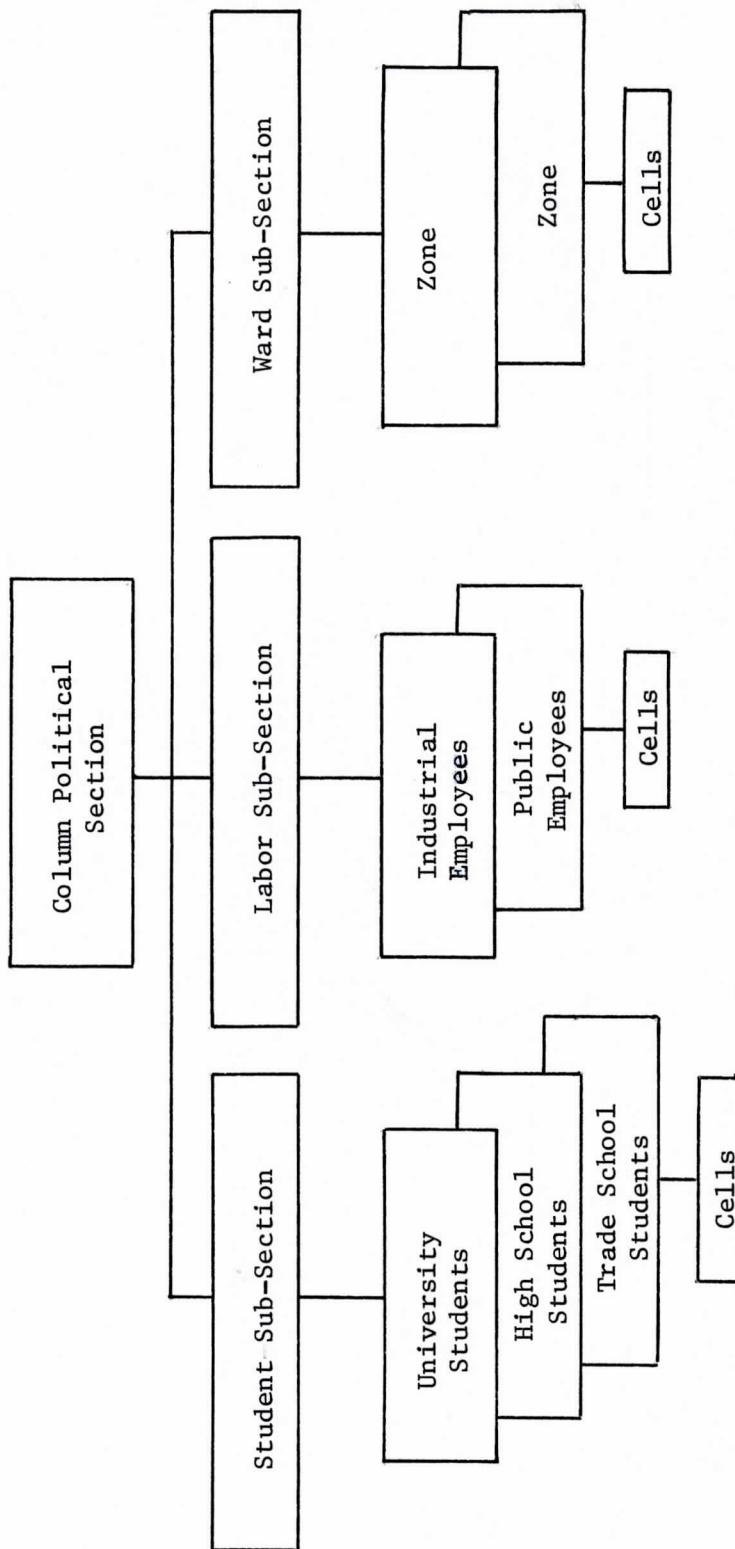 Column Political
Section
Student Sub-Section
Labor Sub-Section
Ward Sub-Section
University
Students
High School
Students
Trade School
Students
Cells
Industrial
Employees
Public
Employees
Cells
Zone
Zone
Cells